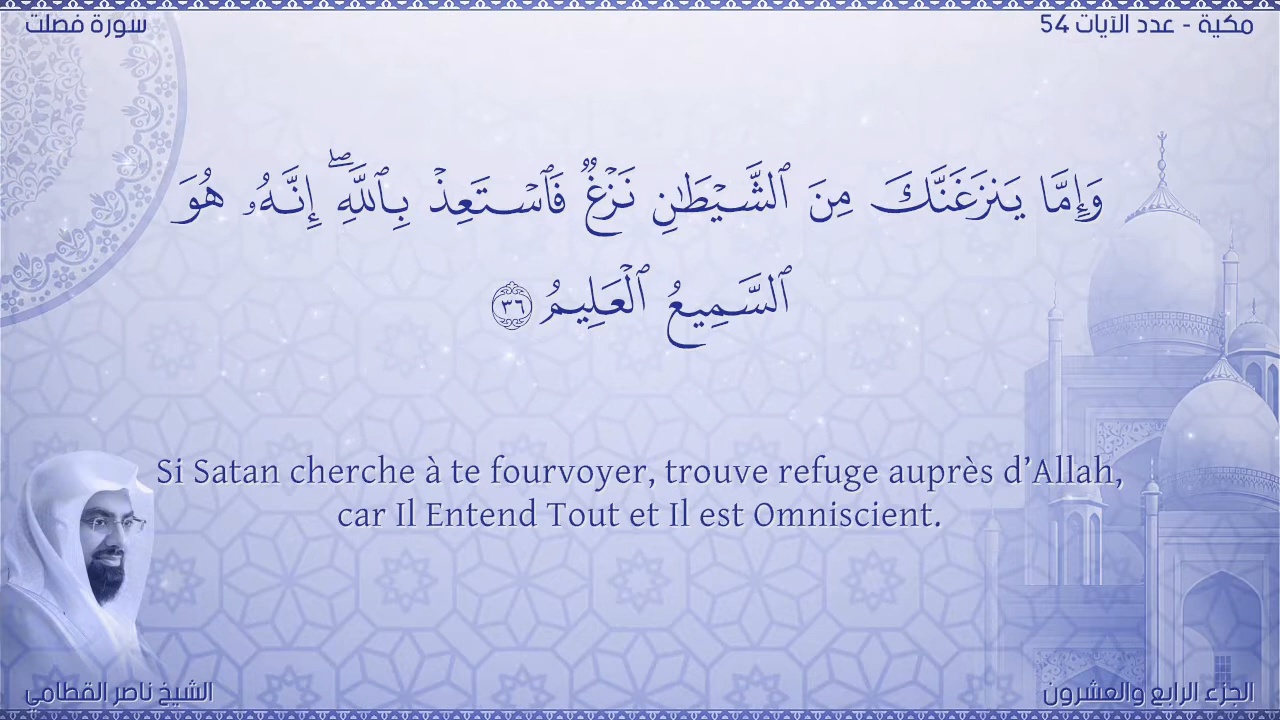 مكية - عدد الآيات 54
سورة فصلت
وَإِمَّا يَنزَغَنَّكَ مِنَ ٱلشَّيْطَـٰنِ نَزْغٌۭ فَٱسْتَعِذْ بِٱللَّهِ ۖ إِنَّهُۥ هُوَ
ٱلسَّمِيعُ ٱلْعَلِيمُ ٣٦
Si Satan cherche à te fourvoyer, trouve refuge auprès d’Allah,
car Il Entend Tout et Il est Omniscient.
الجزء الرابع والعشرون
الشيخ ناصر القطامي